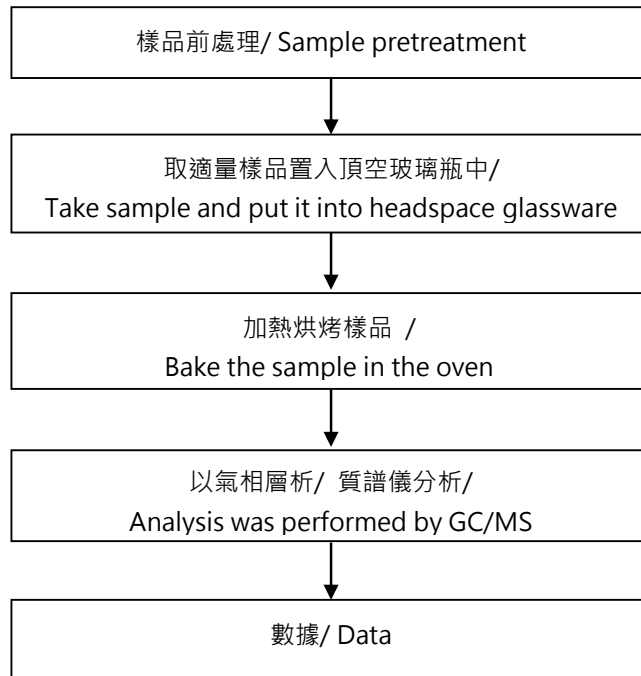 樣品前處理/ Sample pretreatment
取適量樣品置入頂空玻璃瓶中/
Take sample and put it into headspace glassware
加熱烘烤樣品 /
Bake the sample in the oven
以氣相層析/ 質譜儀分析/
Analysis was performed by GC/MS
數據/ Data